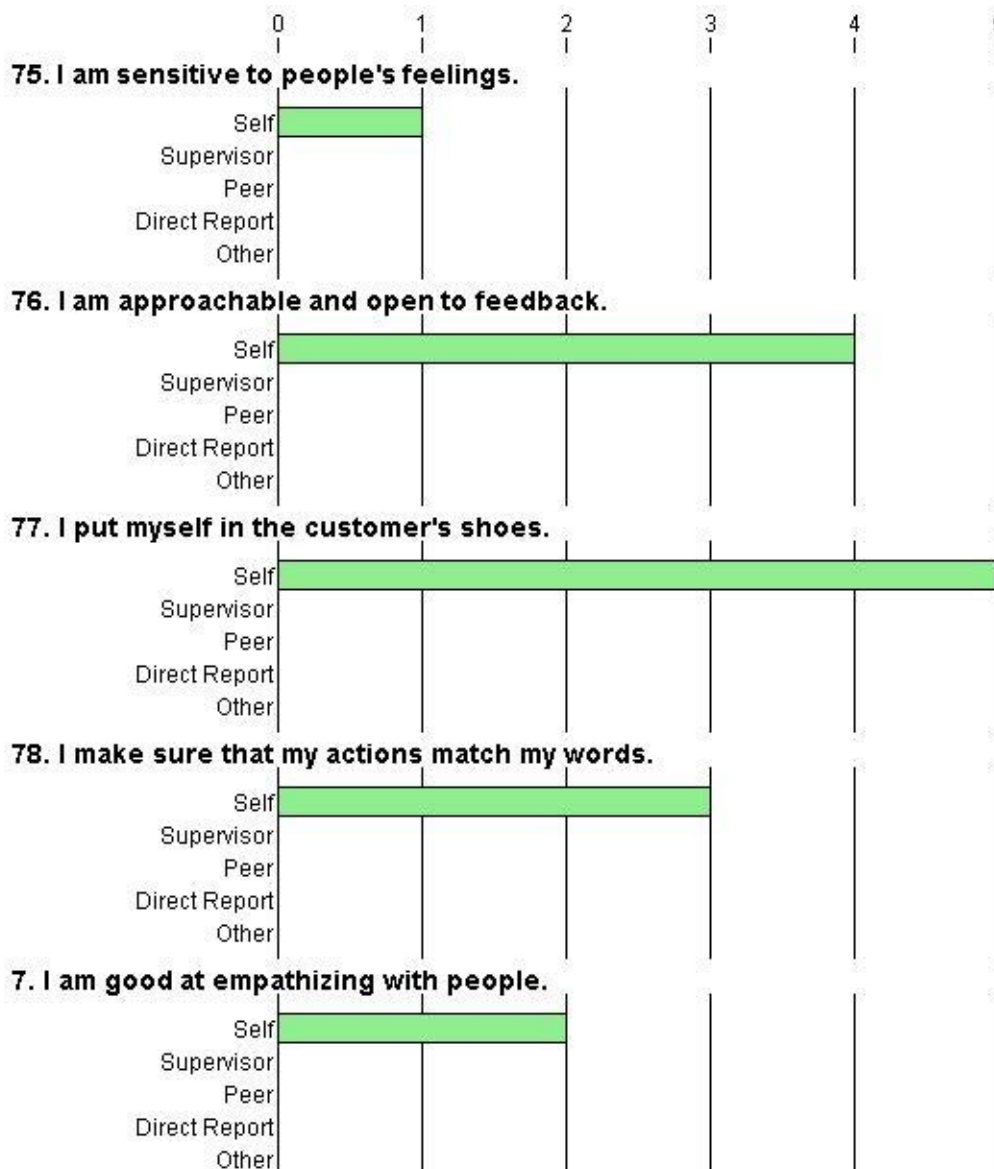 0 1 2 3 4
75. I am sensitive to people's feelings.
Self
Supervisor
Peer
Direct Report
Other
76. I am approachable and open to feedback.
Self
Supervisor
Peer
Direct Report
Other
77. I put myself in the customer's shoes.
Self
Supervisor
Peer
Direct Report
Other
78. I make sure that my actions match my words.
Self
Supervisor
Peer
Direct Report
Other
7. I am good at empathizing with people.
Self
Supervisor
Peer
Direct Report
Other